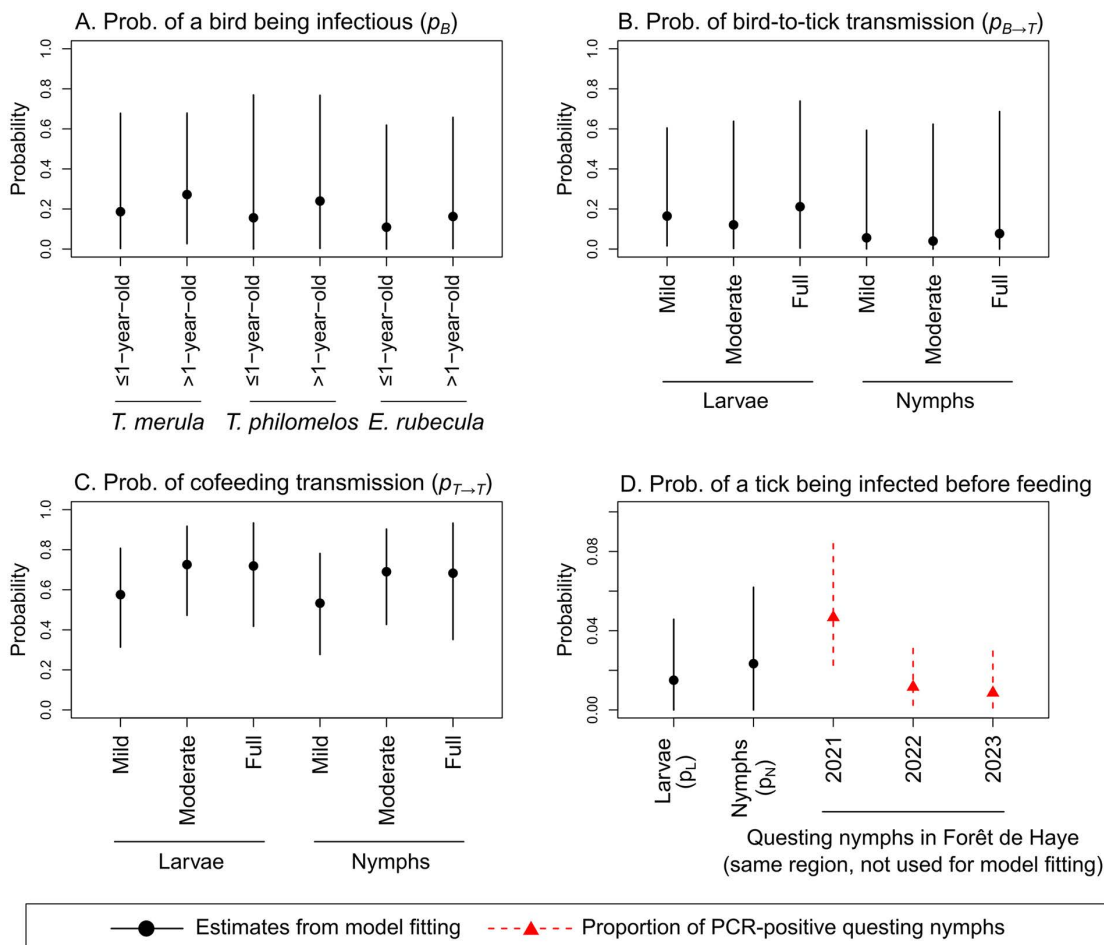 A. Prob. of a bird being infectious (pB)
Probability
1.0
0.8
0.6
0.4
0.2
0.0
≤1−year−old
>1−year−old
≤1−year−old
>1−year−old
≤1−year−old
>1−year−old
T. merula
T. philomelos
E. rubecula
B. Prob. of bird-to-tick transmission (pB→T)
Probability
1.0
0.8
0.6
0.4
0.2
0.0
Mild
Moderate
Full
Mild
Moderate
Full
Larvae
Nymphs
C. Prob. of cofeeding transmission (pT→T)
Probability
1.0
0.8
0.6
0.4
0.2
0.0
Mild
Moderate
Full
Mild
Moderate
Full
Larvae
Nymphs
D. Prob. of a tick being infected before feeding
Probability
0.08
0.04
0.00
Larvae
(pL)
Nymphs
(pN)
2021
2022
2023
Questing nymphs in Forêt de Haye
(same region, not used for model fitting)
Estimates from model fitting
Proportion of PCR-positive questing nymphs